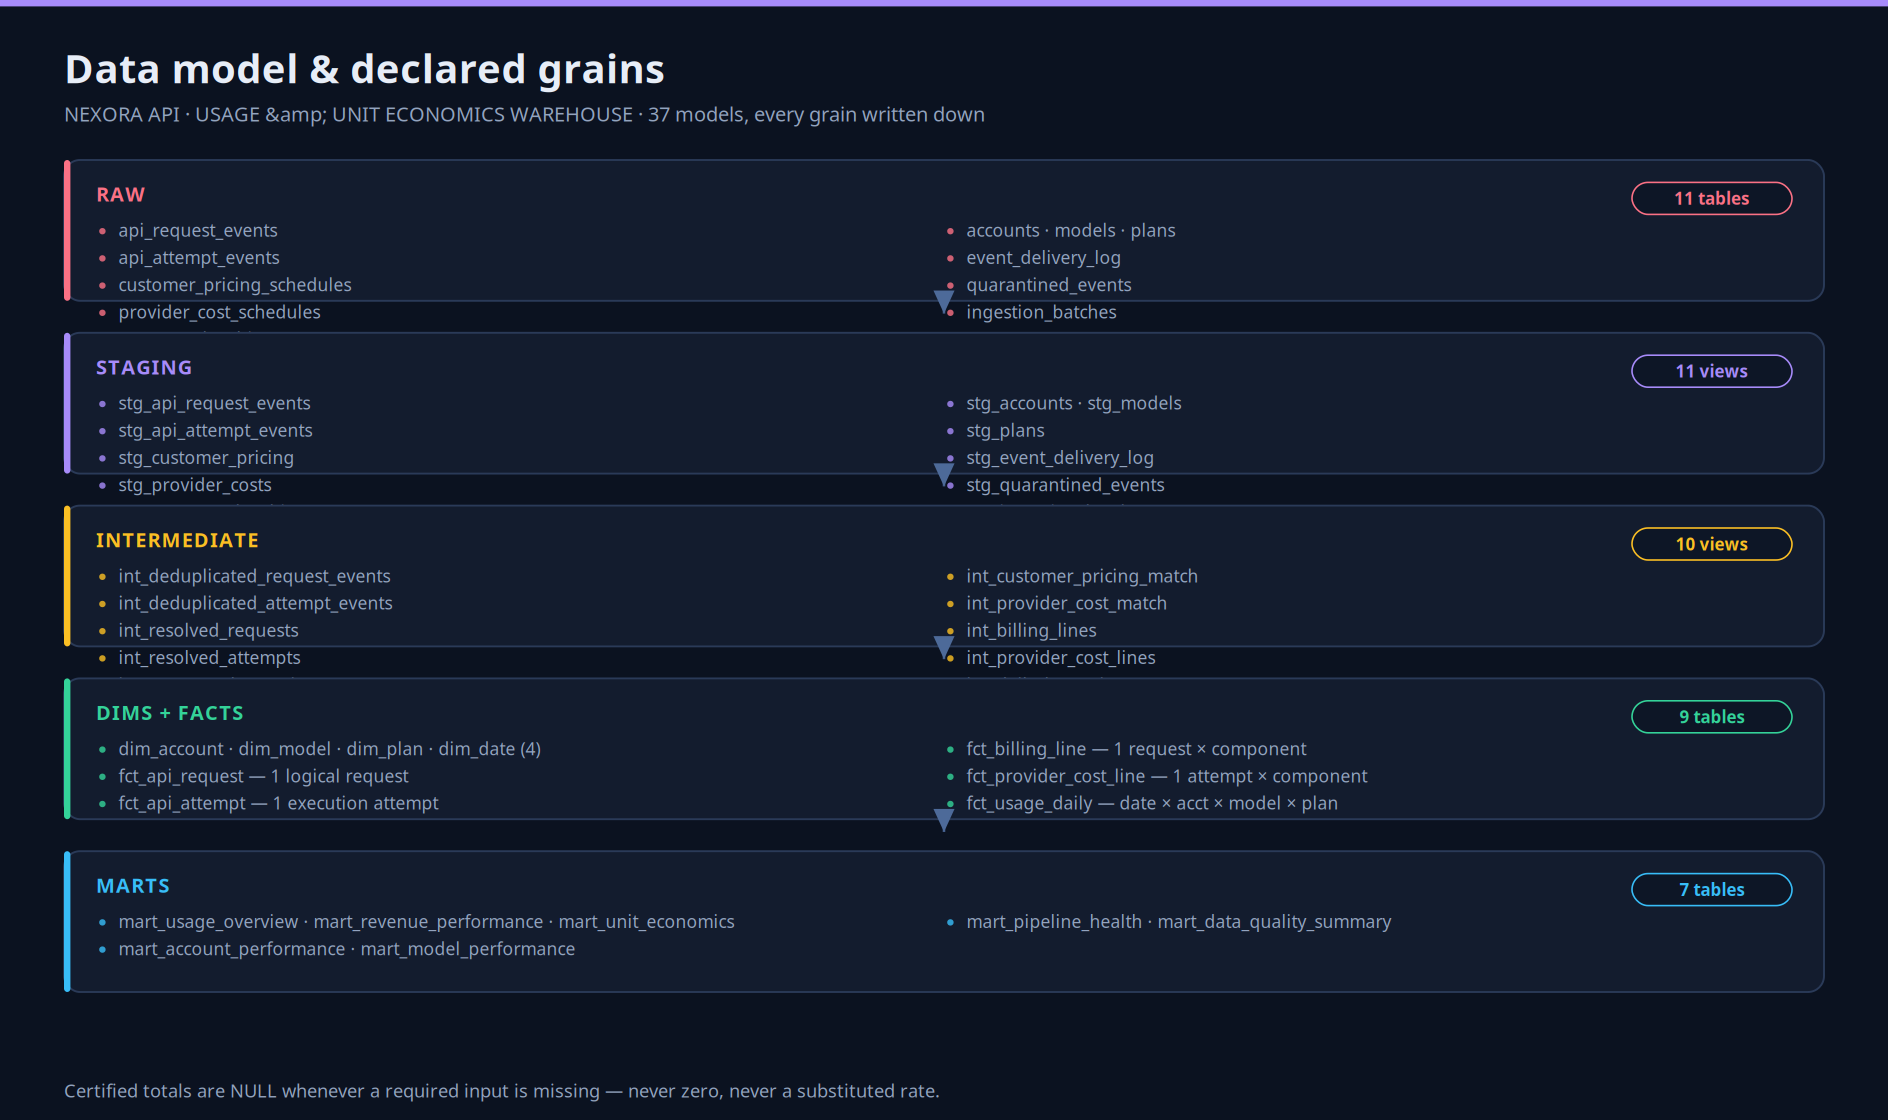 Data model & declared grains
NEXORA API · USAGE &amp; UNIT ECONOMICS WAREHOUSE · 37 models, every grain written down
RAW
11 tables
api_request_events
api_attempt_events
customer_pricing_schedules
provider_cost_schedules
accounts · models · plans
event_delivery_log
quarantined_events
ingestion_batches
STAGING
11 views
stg_api_request_events
stg_api_attempt_events
stg_customer_pricing
stg_provider_costs
stg_accounts · stg_models
stg_plans
stg_event_delivery_log
stg_quarantined_events
INTERMEDIATE
10 views
int_deduplicated_request_events
int_deduplicated_attempt_events
int_resolved_requests
int_resolved_attempts
int_customer_pricing_match
int_provider_cost_match
int_billing_lines
int_provider_cost_lines
DIMS + FACTS
9 tables
dim_account · dim_model · dim_plan · dim_date (4)
fct_api_request — 1 logical request
fct_api_attempt — 1 execution attempt
fct_billing_line — 1 request × component
fct_provider_cost_line — 1 attempt × component
fct_usage_daily — date × acct × model × plan
MARTS
7 tables
mart_usage_overview · mart_revenue_performance · mart_unit_economics
mart_account_performance · mart_model_performance
mart_pipeline_health · mart_data_quality_summary
Certified totals are NULL whenever a required input is missing — never zero, never a substituted rate.